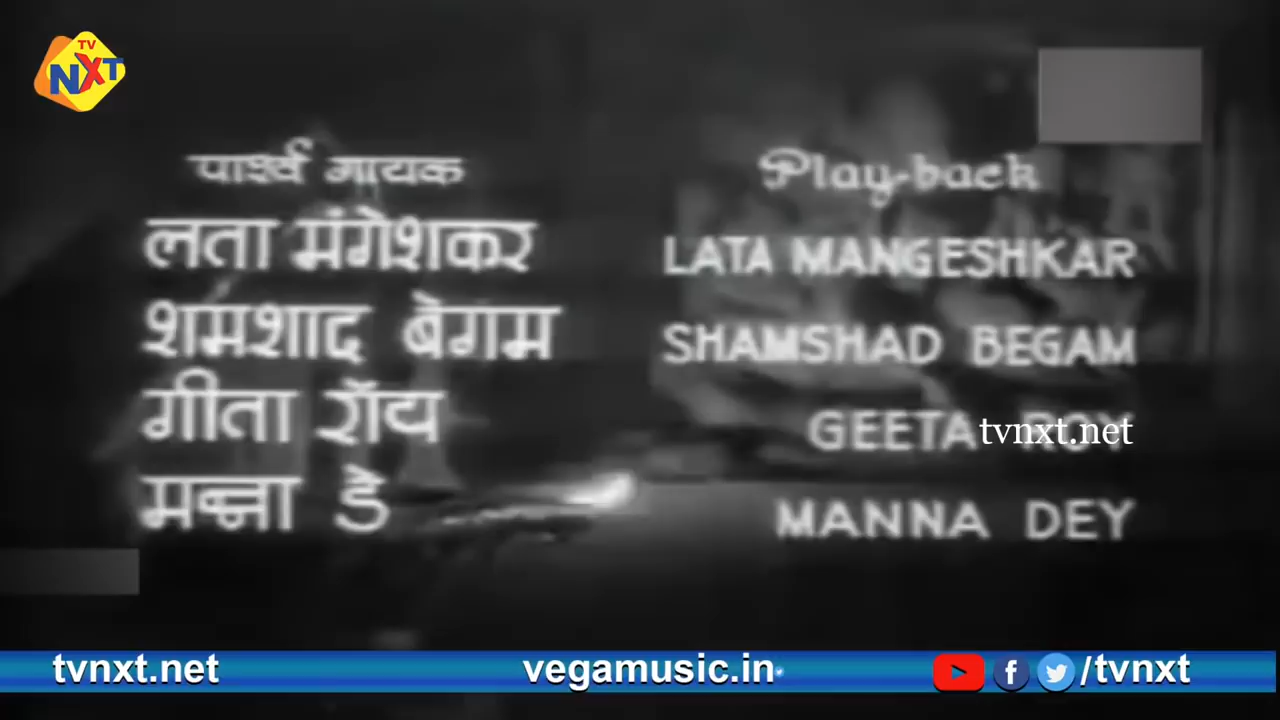 TV
NXT
पार्श्व गायक
Play-back
लता मंगेशकर
LATA MANGESHKAR
शमशाद बेगम
SHAMSHAD BEGAM
गीता रॉय
GEETA ROY
tvnxt.net
मन्ना डे
MANNA DEY
tvnxt.net
vegamusic.in
/tvnxt